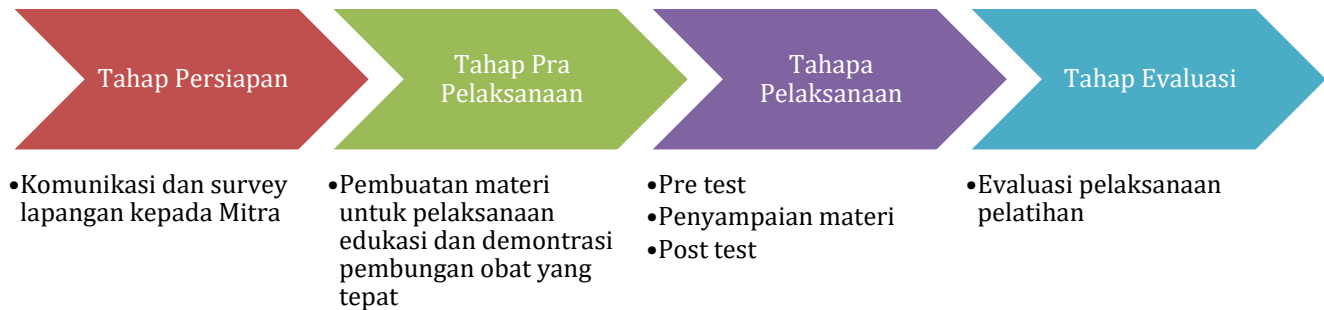 Tahap Persiapan
Tahap Pra
Pelaksanaan
Tahapa
Pelaksanaan
Tahap Evaluasi
•Komunikasi dan survey
lapangan kepada Mitra
•Pembuatan materi
untuk pelaksanaan
edukasi dan demontrasi
pembungan obat yang
tepat
•Pre test
•Penyampaian materi
•Post test
•Evaluasi pelaksanaan
pelatihan